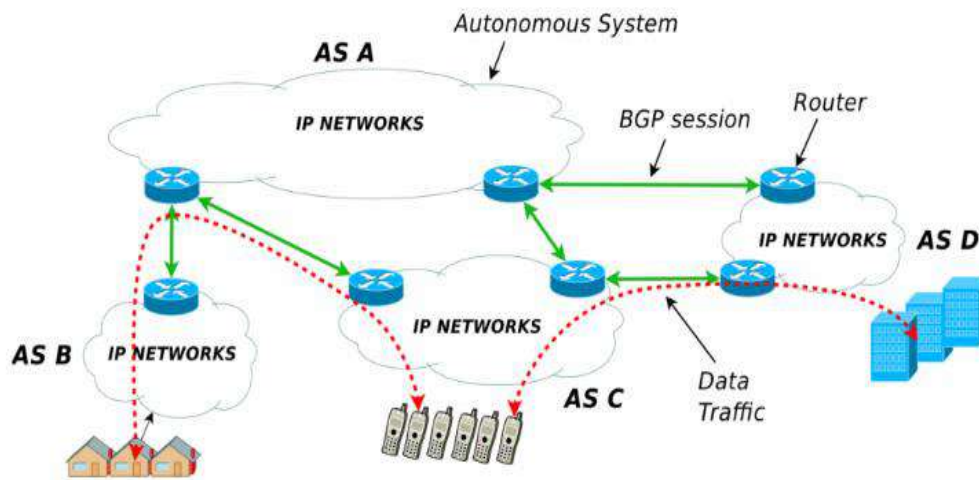 Autonomous System
AS A
IP NETWORKS
BGP session
Router
IP NETWORKS
AS D
IP NETWORKS
AS B
IP NETWORKS
AS C
Data
Traffic